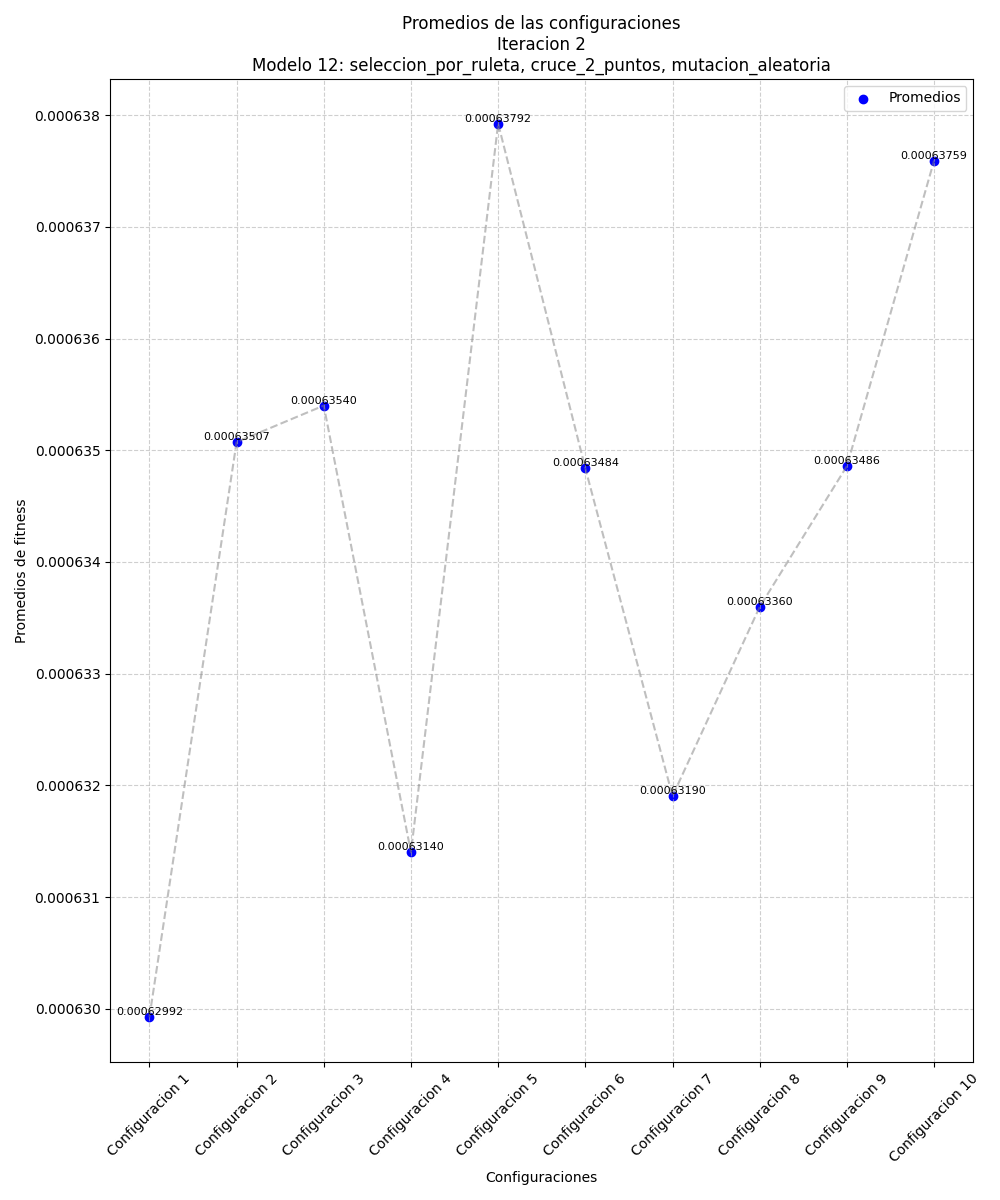 Promedios de las configuraciones
Iteracion 2
Modelo 12: seleccion_por_ruleta, cruce_2_puntos, mutacion_aleatoria
Promedios
0.000638
0.000637
0.000636
0.000635
0.000634
0.000633
0.000632
0.000631
0.000630
Promedios de fitness
0.00062992
0.00063507
0.00063540
0.00063140
0.00063792
0.00063484
0.00063190
0.00063360
0.00063486
0.00063759
Configuracion 1
Configuracion 2
Configuracion 3
Configuracion 4
Configuracion 5
Configuracion 6
Configuracion 7
Configuracion 8
Configuracion 9
Configuracion 10
Configuraciones